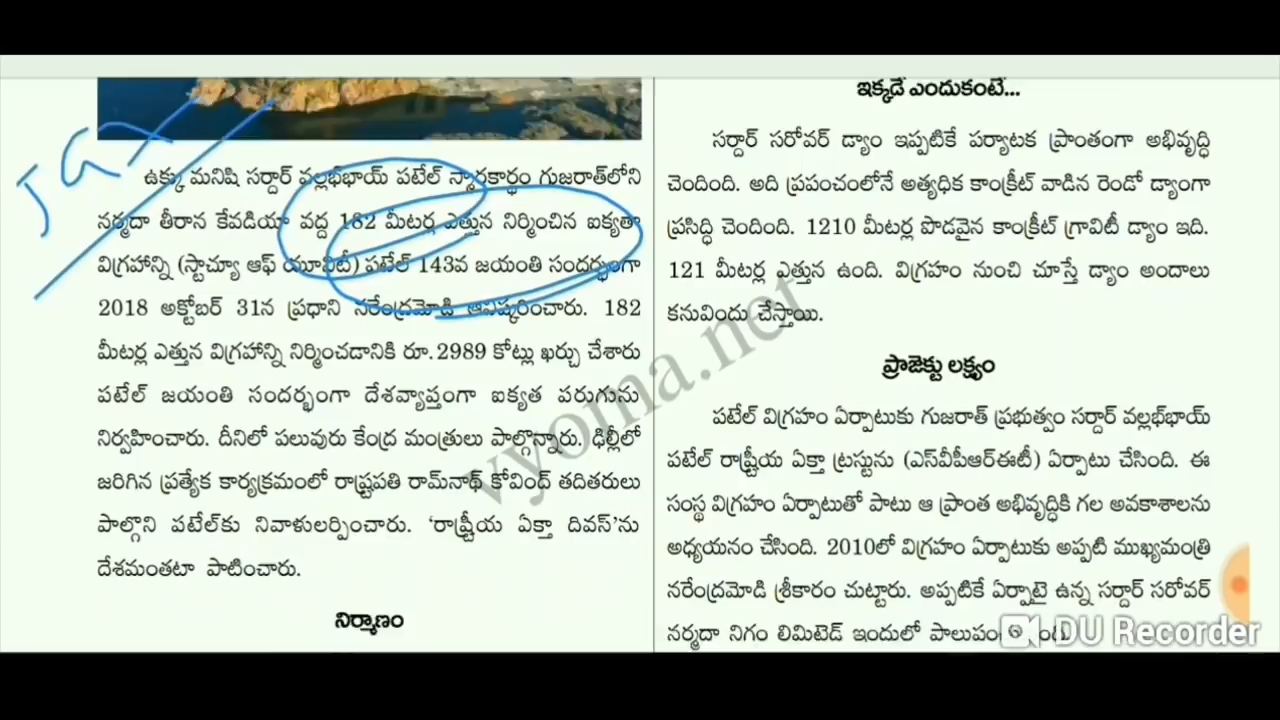 ఉక్కు మనిషి సర్దార్ వల్లభ్‌భాయ్ పటేల్ స్మారకార్థం గుజరాత్‌లోని
నర్మదా తీరాన కేవడియా వద్ద 182 మీటర్ల ఎత్తున నిర్మించిన ఐక్యతా
విగ్రహాన్ని (స్టాచ్యూ ఆఫ్ యూనిటీ) పటేల్ 143వ జయంతి సందర్భంగా
2018 అక్టోబర్ 31న ప్రధాని నరేంద్రమోడి ఆవిష్కరించారు. 182
మీటర్ల ఎత్తున విగ్రహాన్ని నిర్మించడానికి రూ.2989 కోట్లు ఖర్చు చేశారు
పటేల్ జయంతి సందర్భంగా దేశవ్యాప్తంగా ఐక్యత పరుగును
నిర్వహించారు. దీనిలో పలువురు కేంద్ర మంత్రులు పాల్గొన్నారు. ఢిల్లీలో
జరిగిన ప్రత్యేక కార్యక్రమంలో రాష్ట్రపతి రామ్‌నాథ్ కోవింద్ తదితరులు
పాల్గొని పటేల్‌కు నివాళులర్పించారు. ‘రాష్ట్రీయ ఏక్తా దివస్’ను
దేశమంతటా పాటించారు.
నిర్మాణం
ఇక్కడే ఎందుకంటే...
సర్దార్ సరోవర్ డ్యాం ఇప్పటికే పర్యాటక ప్రాంతంగా అభివృద్ధి
చెందింది. అది ప్రపంచంలోనే అత్యధిక కాంక్రీట్ వాడిన రెండో డ్యాంగా
ప్రసిద్ధి చెందింది. 1210 మీటర్ల పొడవైన కాంక్రీట్ గ్రావిటీ డ్యాం ఇది.
121 మీటర్ల ఎత్తున ఉంది. విగ్రహం నుంచి చూస్తే డ్యాం అందాలు
కనువిందు చేస్తాయి.
ప్రాజెక్టు లక్ష్యం
పటేల్ విగ్రహం ఏర్పాటుకు గుజరాత్ ప్రభుత్వం సర్దార్ వల్లభ్‌భాయ్
పటేల్ రాష్ట్రీయ ఏక్తా ట్రస్టును (ఎస్‌వీపీఆర్‌ఈటీ) ఏర్పాటు చేసింది. ఈ
సంస్థ విగ్రహం ఏర్పాటుతో పాటు ఆ ప్రాంత అభివృద్ధికి గల అవకాశాలను
అధ్యయనం చేసింది. 2010లో విగ్రహం ఏర్పాటుకు అప్పటి ముఖ్యమంత్రి
నరేంద్రమోడి శ్రీకారం చుట్టారు. అప్పటికే ఏర్పాటై ఉన్న సర్దార్ సరోవర్
నర్మదా నిగం లిమిటెడ్ ఇందులో
vyoma.net
DU Recorder